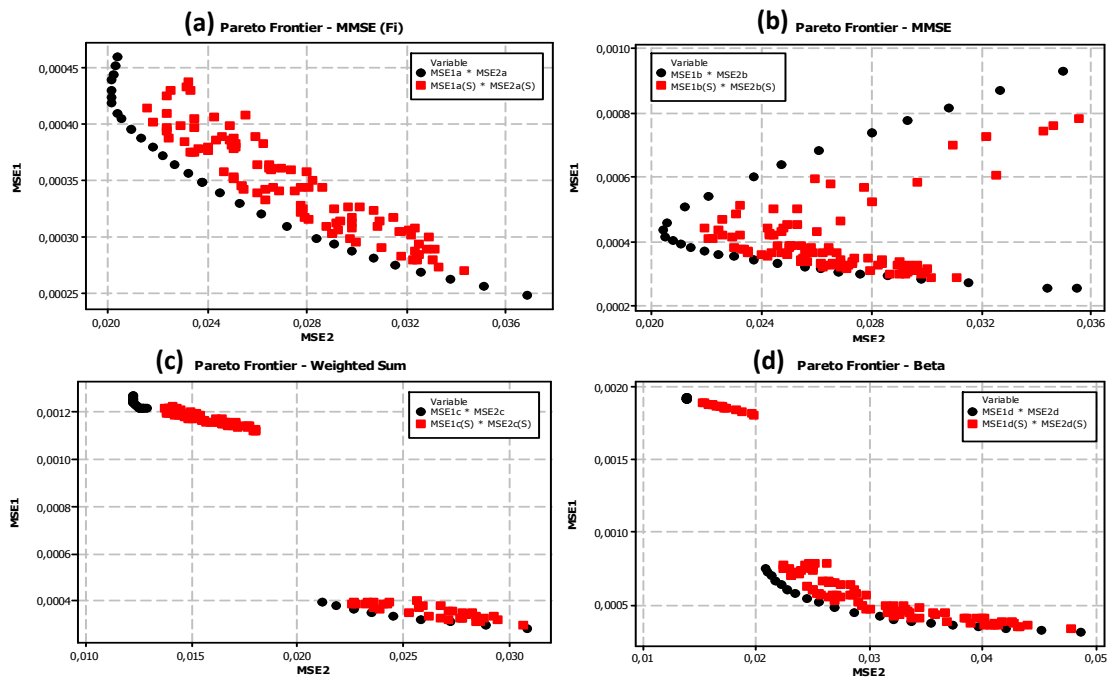 (a)
Pareto Frontier - MMSE (Fi)
0,00045
0,00040
0,00035
0,00030
0,00025
MSE1
Variable
MSE1a * MSE2a
MSE1a(S) * MSE2a(S)
0,020 0,024 0,028 0,032 0,036
MSE2
(b)
Pareto Frontier - MMSE
0,0010
0,0008
0,0006
0,0004
0,0002
MSE1
Variable
MSE1b * MSE2b
MSE1b(S) * MSE2b(S)
0,020 0,024 0,028 0,032 0,036
MSE2
(c)
Pareto Frontier - Weighted Sum
0,0012
0,0010
0,0008
0,0006
0,0004
MSE1
Variable
MSE1c * MSE2c
MSE1c(S) * MSE2c(S)
0,010 0,015 0,020 0,025 0,030
MSE2
(d)
Pareto Frontier - Beta
0,0020
0,0015
0,0010
0,0005
MSE1
Variable
MSE1d * MSE2d
MSE1d(S) * MSE2d(S)
0,01 0,02 0,03 0,04 0,05
MSE2